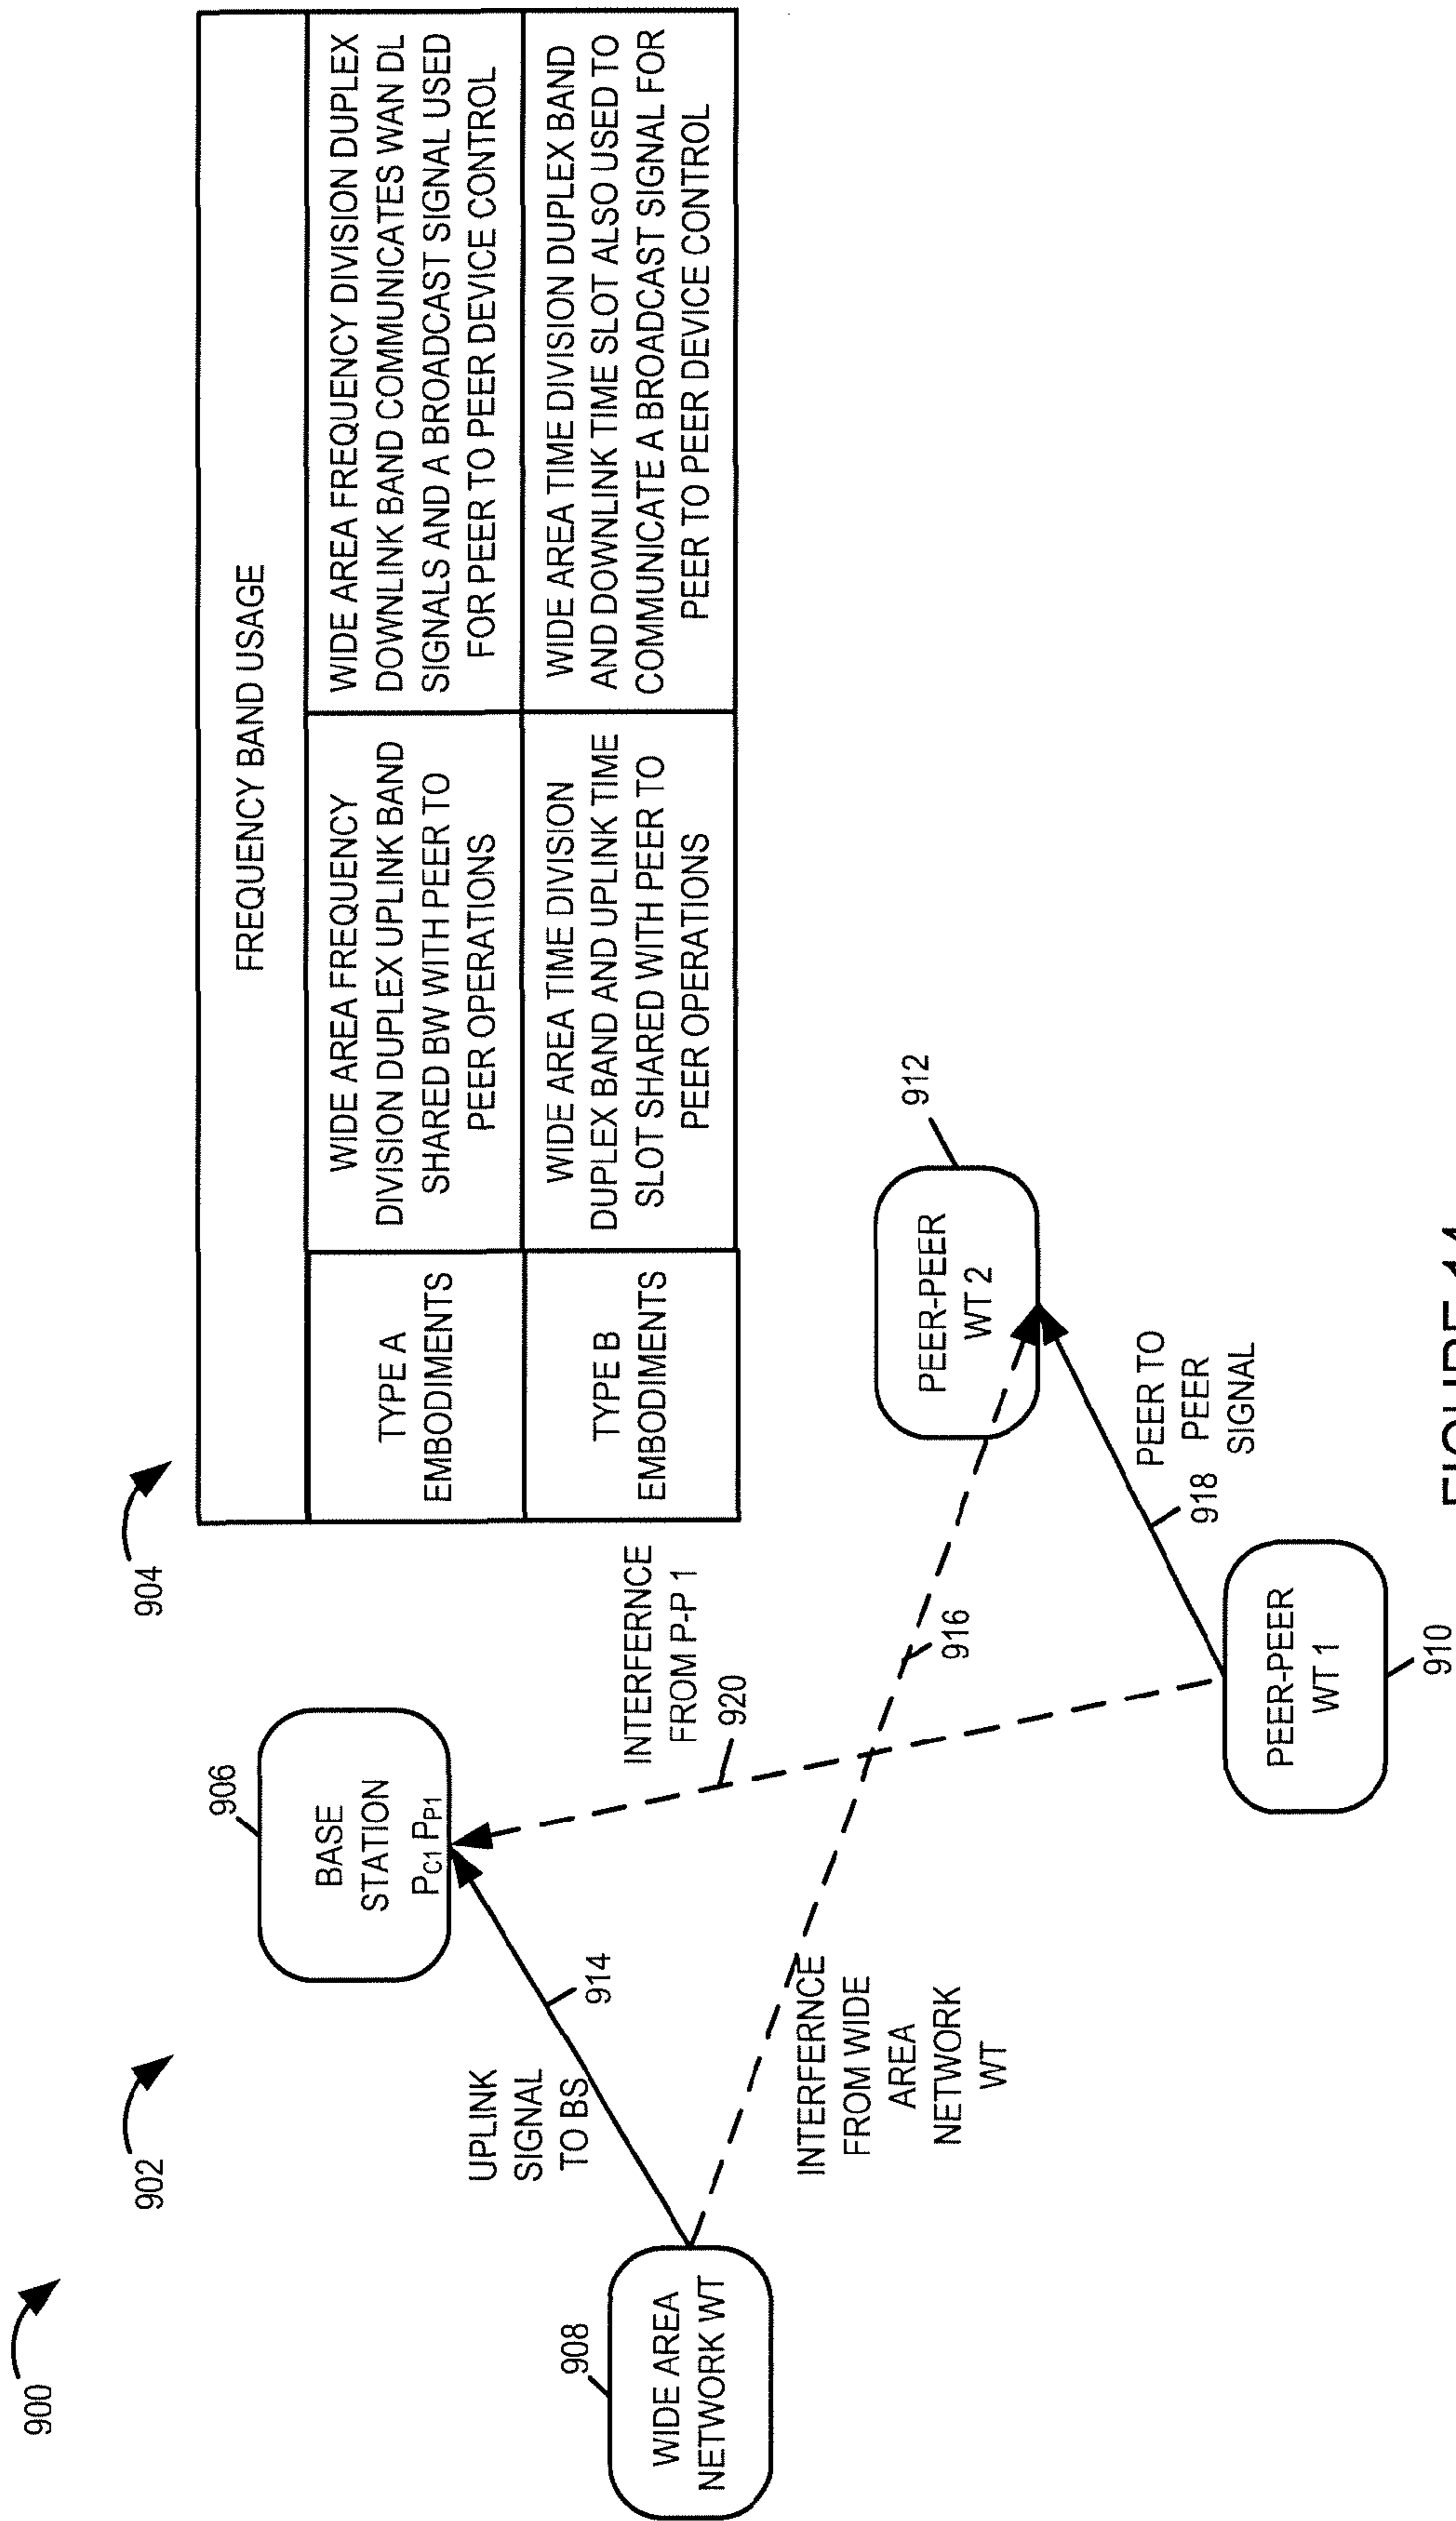 900
902
904
FREQUENCY BAND USAGE
TYPE A
EMBODIMENTS
WIDE AREA FREQUENCY
DIVISION DUPLEX UPLINK BAND
SHARED BW WITH PEER TO
PEER OPERATIONS
WIDE AREA FREQUENCY DIVISION DUPLEX
DOWNLINK BAND COMMUNICATES WAN DL
SIGNALS AND A BROADCAST SIGNAL USED
FOR PEER TO PEER DEVICE CONTROL
TYPE B
EMBODIMENTS
WIDE AREA TIME DIVISION
DUPLEX BAND AND UPLINK TIME
SLOT SHARED WITH PEER TO
PEER OPERATIONS
WIDE AREA TIME DIVISION DUPLEX BAND
AND DOWNLINK TIME SLOT ALSO USED TO
COMMUNICATE A BROADCAST SIGNAL FOR
PEER TO PEER DEVICE CONTROL
906
BASE
STATION
PC1 PP1
UPLINK
SIGNAL
TO BS
914
908
WIDE AREA
NETWORK WT
INTERFERNCE
FROM P-P 1
920
INTERFERNCE
FROM WIDE
AREA
NETWORK
WT
916
912
PEER-PEER
WT 2
PEER TO
PEER
SIGNAL
918
PEER-PEER
WT 1
910
FIGURE 14